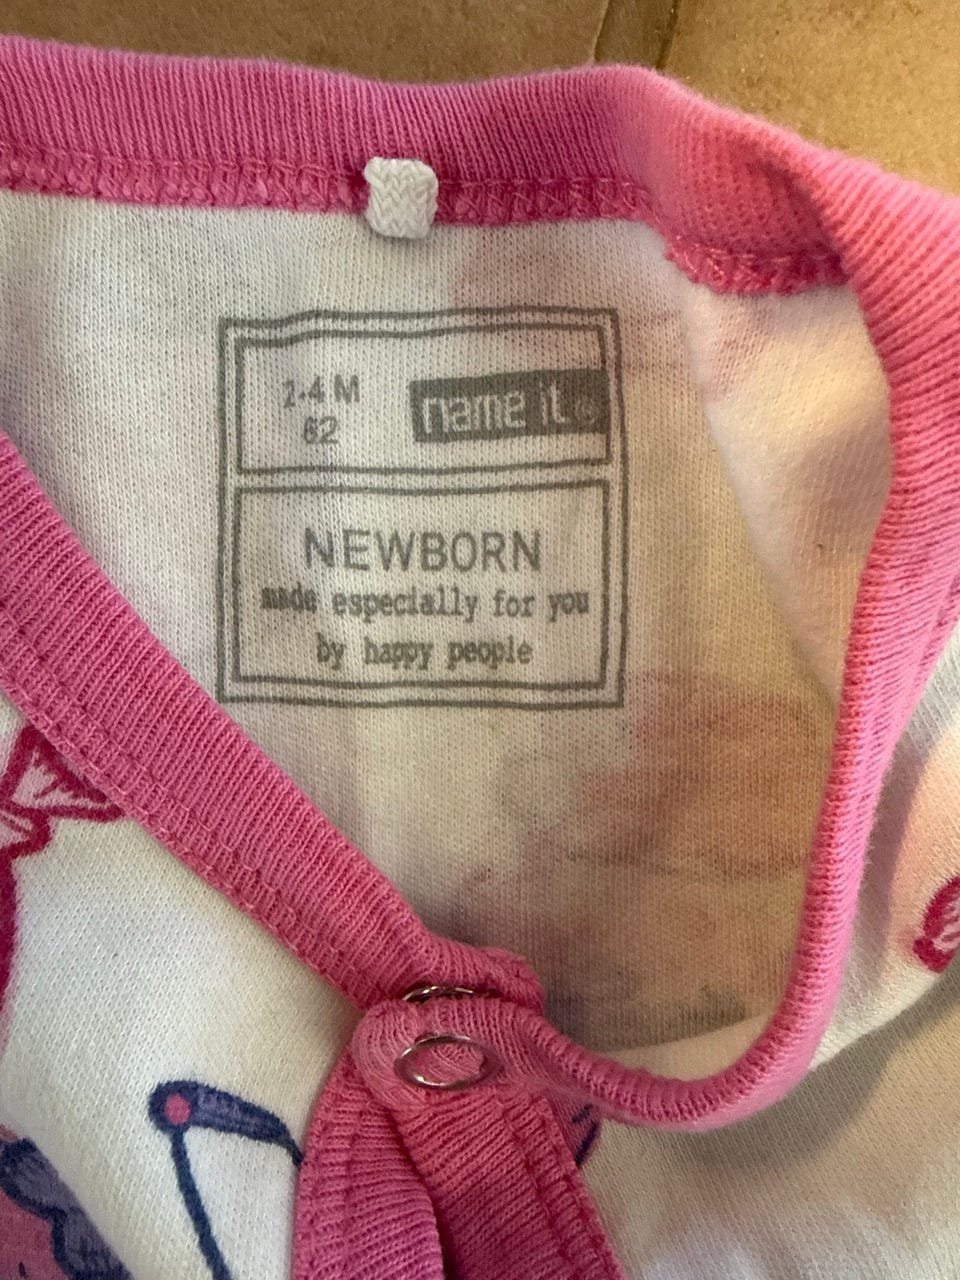 2-4 M
62
name it®
NEWBORN
made especially for you
by happy people